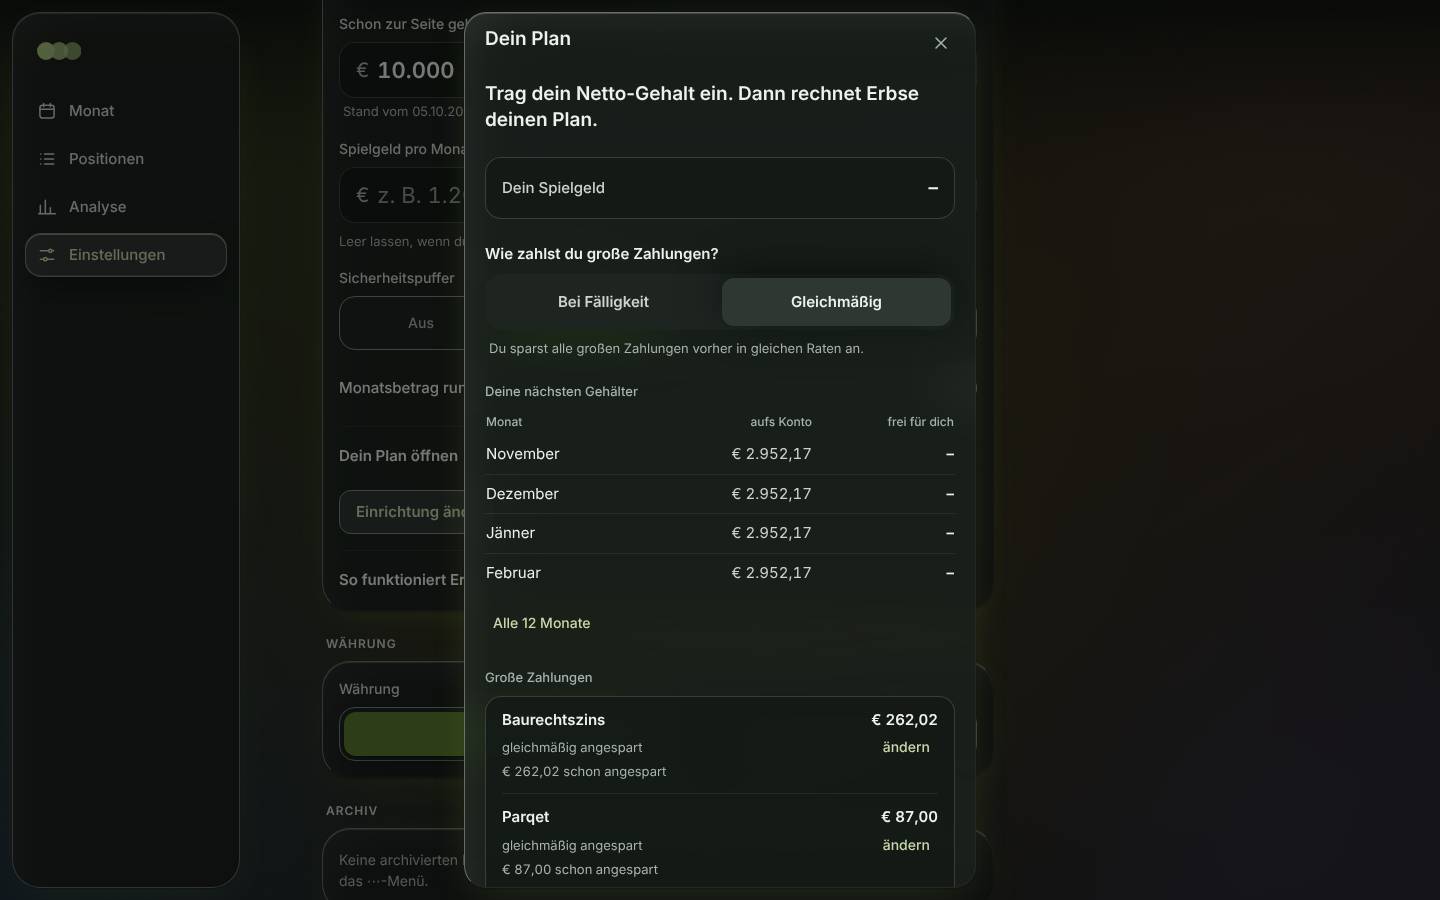 Monat
Positionen
Analyse
Einstellungen
Schon zur Seite gel
€ 10.000
Stand vom 05.10.20
Spielgeld pro Mona
€ z. B. 1.2
Leer lassen, wenn du
Sicherheitspuffer
Aus
Monatsbetrag run
Dein Plan öffnen
Einrichtung änd
So funktioniert Er
WÄHRUNG
Währung
ARCHIV
Keine archivierten
das ···-Menü.
Dein Plan
Trag dein Netto-Gehalt ein. Dann rechnet Erbse
deinen Plan.
Dein Spielgeld –
Wie zahlst du große Zahlungen?
Bei Fälligkeit Gleichmäßig
Du sparst alle großen Zahlungen vorher in gleichen Raten an.
Deine nächsten Gehälter
Monat aufs Konto frei für dich
November € 2.952,17 –
Dezember € 2.952,17 –
Jänner € 2.952,17 –
Februar € 2.952,17 –
Alle 12 Monate
Große Zahlungen
Baurechtszins € 262,02
gleichmäßig angespart ändern
€ 262,02 schon angespart
Parqet € 87,00
gleichmäßig angespart ändern
€ 87,00 schon angespart